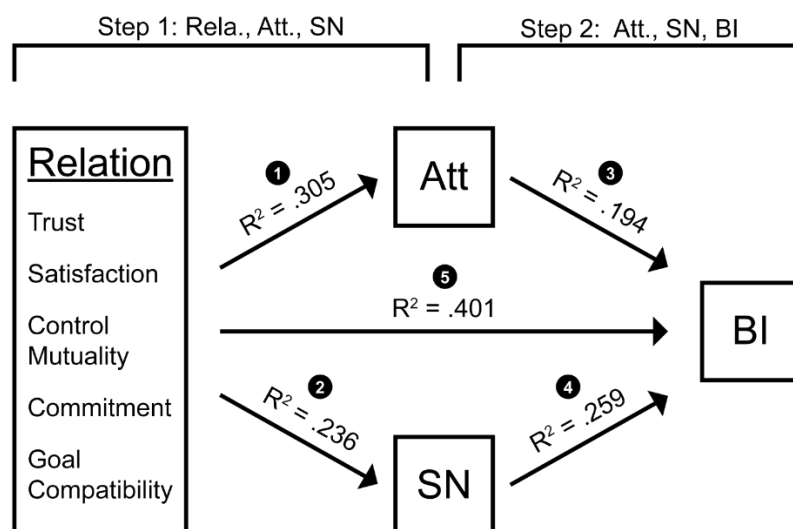 Step 1: Rela., Att., SN
Step 2: Att., SN, BI
Relation
Trust
Satisfaction
Control
Mutuality
Commitment
Goal
Compatibility
1
R² = .305
Att
3
R² = .194
5
R² = .401
BI
2
R² = .236
4
R² = .259
SN